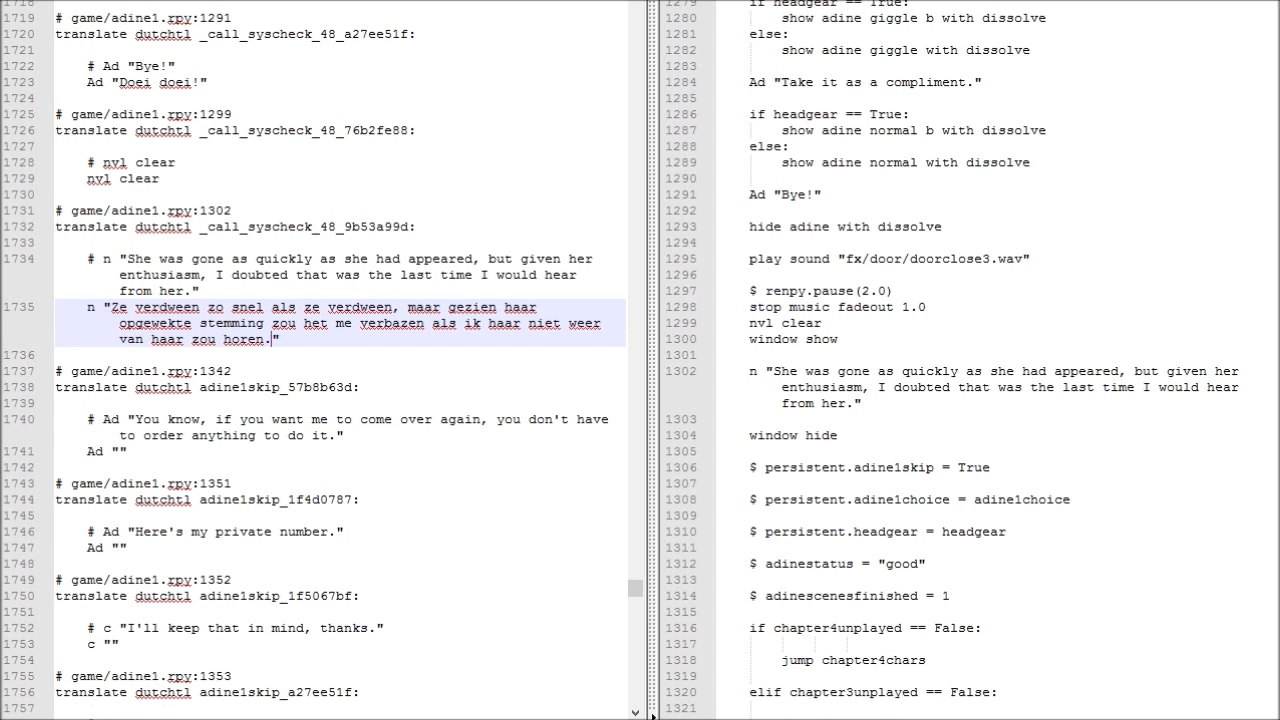 1718
1719 # game/adine1.rpy:1291
1720 translate dutchtl _call_syscheck_48_a27ee51f:
1721
1722 # Ad "Bye!"
1723 Ad "Doei doei!"
1724
1725 # game/adine1.rpy:1299
1726 translate dutchtl _call_syscheck_48_76b2fe88:
1727
1728 # nvl clear
1729 nvl clear
1730
1731 # game/adine1.rpy:1302
1732 translate dutchtl _call_syscheck_48_9b53a99d:
1733
1734 # n "She was gone as quickly as she had appeared, but given her
enthusiasm, I doubted that was the last time I would hear
from her."
1735 n "Ze verdween zo snel als ze verdween, maar gezien haar
opgewekte stemming zou het me verbazen als ik haar niet weer
van haar zou horen."
1736
1737 # game/adine1.rpy:1342
1738 translate dutchtl adine1skip_57b8b63d:
1739
1740 # Ad "You know, if you want me to come over again, you don't have
to order anything to do it."
1741 Ad ""
1742
1743 # game/adine1.rpy:1351
1744 translate dutchtl adine1skip_1f4d0787:
1745
1746 # Ad "Here's my private number."
1747 Ad ""
1748
1749 # game/adine1.rpy:1352
1750 translate dutchtl adine1skip_1f5067bf:
1751
1752 # c "I'll keep that in mind, thanks."
1753 c ""
1754
1755 # game/adine1.rpy:1353
1756 translate dutchtl adine1skip_a27ee51f:
1757
1279 if headgear == True:
1280 show adine giggle b with dissolve
1281 else:
1282 show adine giggle with dissolve
1283
1284 Ad "Take it as a compliment."
1285
1286 if headgear == True:
1287 show adine normal b with dissolve
1288 else:
1289 show adine normal with dissolve
1290
1291 Ad "Bye!"
1292
1293 hide adine with dissolve
1294
1295 play sound "fx/door/doorclose3.wav"
1296
1297 $ renpy.pause(2.0)
1298 stop music fadeout 1.0
1299 nvl clear
1300 window show
1301
1302 n "She was gone as quickly as she had appeared, but given her
enthusiasm, I doubted that was the last time I would hear
from her."
1303
1304 window hide
1305
1306 $ persistent.adine1skip = True
1307
1308 $ persistent.adine1choice = adine1choice
1309
1310 $ persistent.headgear = headgear
1311
1312 $ adinestatus = "good"
1313
1314 $ adinescenesfinished = 1
1315
1316 if chapter4unplayed == False:
1317
1318 jump chapter4chars
1319
1320 elif chapter3unplayed == False:
1321